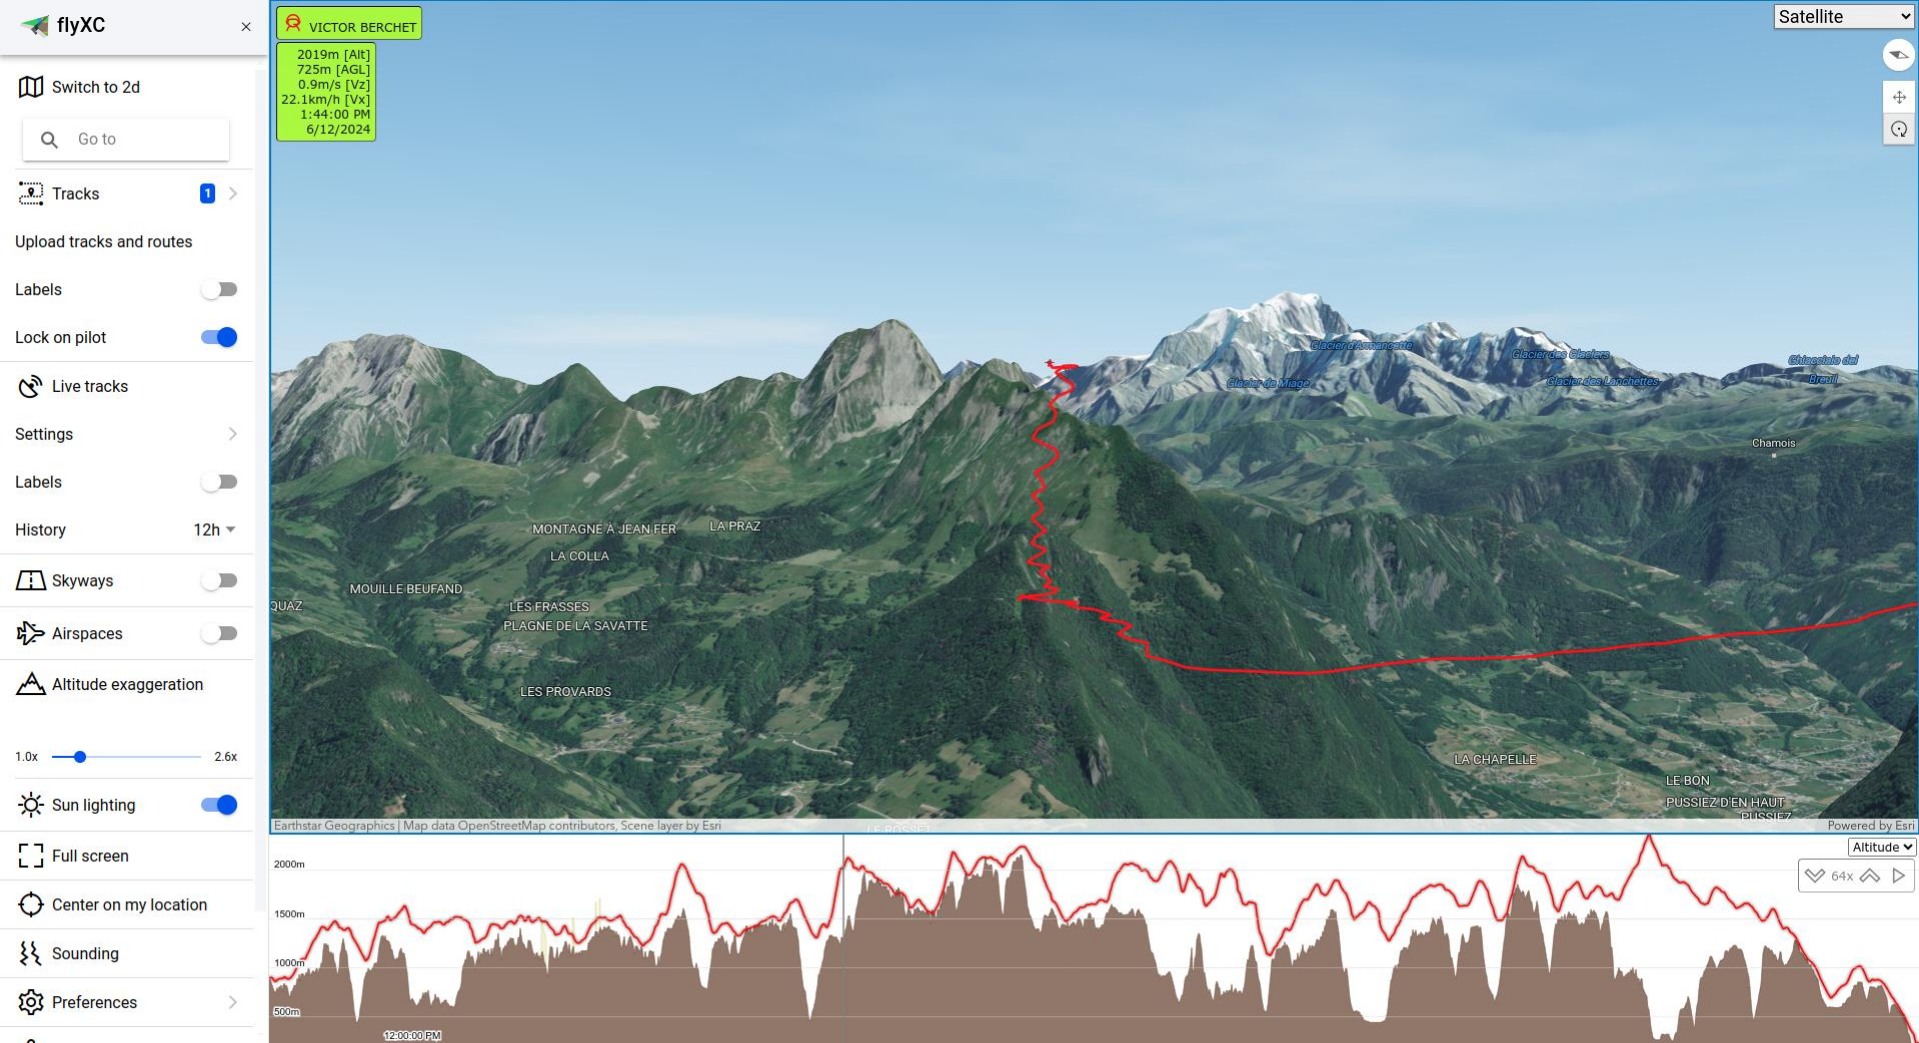 flyXC
×
Switch to 2d
Go to
Tracks
1
Upload tracks and routes
Labels
Lock on pilot
Live tracks
Settings
Labels
History
12h
Skyways
Airspaces
Altitude exaggeration
1.0x
2.6x
Sun lighting
Full screen
Center on my location
Sounding
Preferences
VICTOR BERCHET
2019m [Alt]
725m [AGL]
0.9m/s [Vz]
22.1km/h [Vx]
1:44:00 PM
6/12/2024
Satellite
Glacier d'Armancette
Glacier des Glaciers
Ghiacciaio del
Breuil
Glacier de Miage
Glacier des Lanchettes
Chamois
MONTAGNE À JEAN FER
LA PRAZ
LA COLLA
MOUILLE BEUFAND
QUAZ
LES FRASSES
PLAGNE DE LA SAVATTE
LES PROVARDS
LA CHAPELLE
LE BON
PUSSIEZ D'EN HAUT
PUSSIEZ
Earthstar Geographics | Map data OpenStreetMap contributors, Scene layer by Esri
Powered by Esri
Altitude
64x
2000m
1500m
1000m
500m
12:00:00 PM